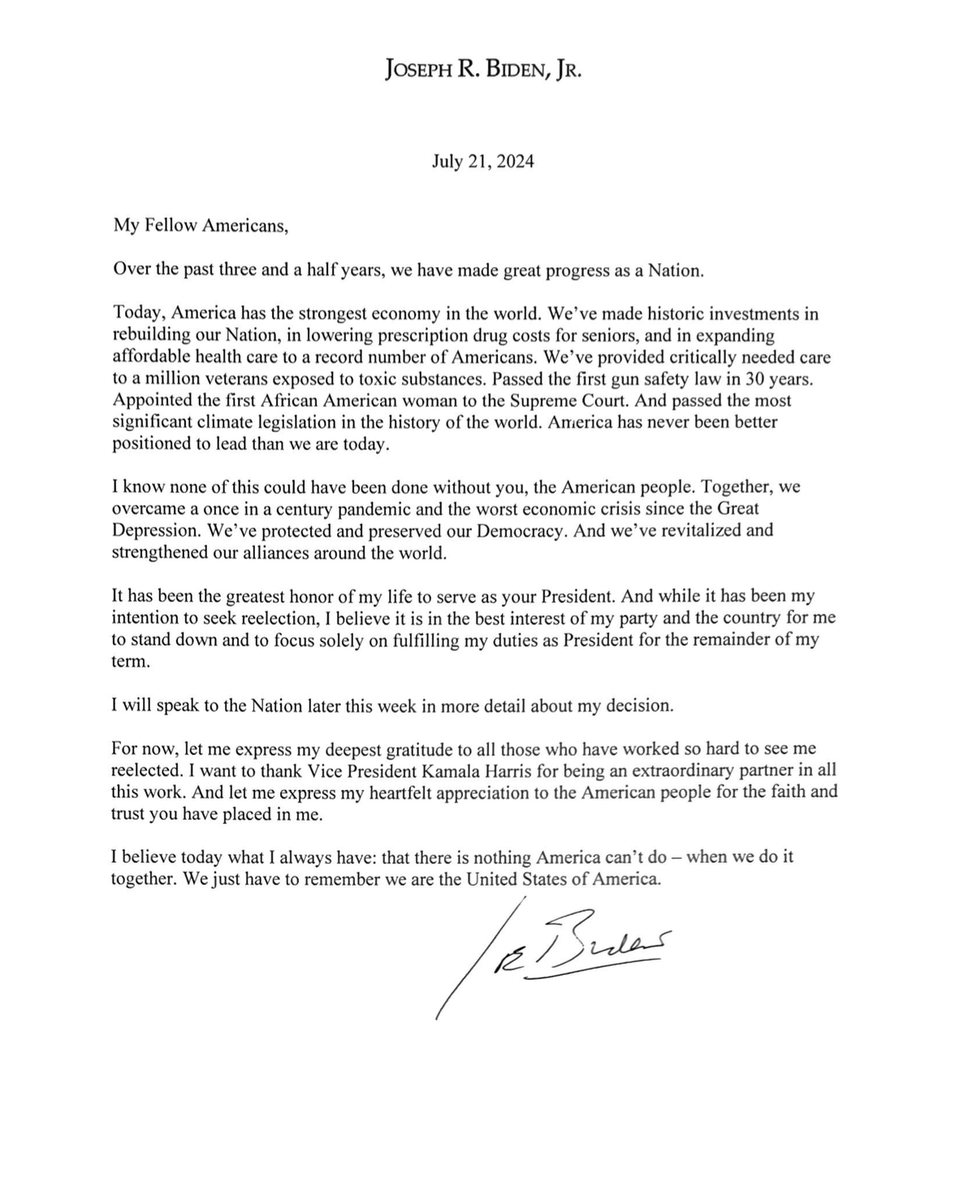 JOSEPH R. BIDEN, JR.
July 21, 2024
My Fellow Americans,
Over the past three and a half years, we have made great progress as a Nation.
Today, America has the strongest economy in the world. We’ve made historic investments in
rebuilding our Nation, in lowering prescription drug costs for seniors, and in expanding
affordable health care to a record number of Americans. We’ve provided critically needed care
to a million veterans exposed to toxic substances. Passed the first gun safety law in 30 years.
Appointed the first African American woman to the Supreme Court. And passed the most
significant climate legislation in the history of the world. America has never been better
positioned to lead than we are today.
I know none of this could have been done without you, the American people. Together, we
overcame a once in a century pandemic and the worst economic crisis since the Great
Depression. We’ve protected and preserved our Democracy. And we’ve revitalized and
strengthened our alliances around the world.
It has been the greatest honor of my life to serve as your President. And while it has been my
intention to seek reelection, I believe it is in the best interest of my party and the country for me
to stand down and to focus solely on fulfilling my duties as President for the remainder of my
term.
I will speak to the Nation later this week in more detail about my decision.
For now, let me express my deepest gratitude to all those who have worked so hard to see me
reelected. I want to thank Vice President Kamala Harris for being an extraordinary partner in all
this work. And let me express my heartfelt appreciation to the American people for the faith and
trust you have placed in me.
I believe today what I always have: that there is nothing America can’t do – when we do it
together. We just have to remember we are the United States of America.
Joe Biden